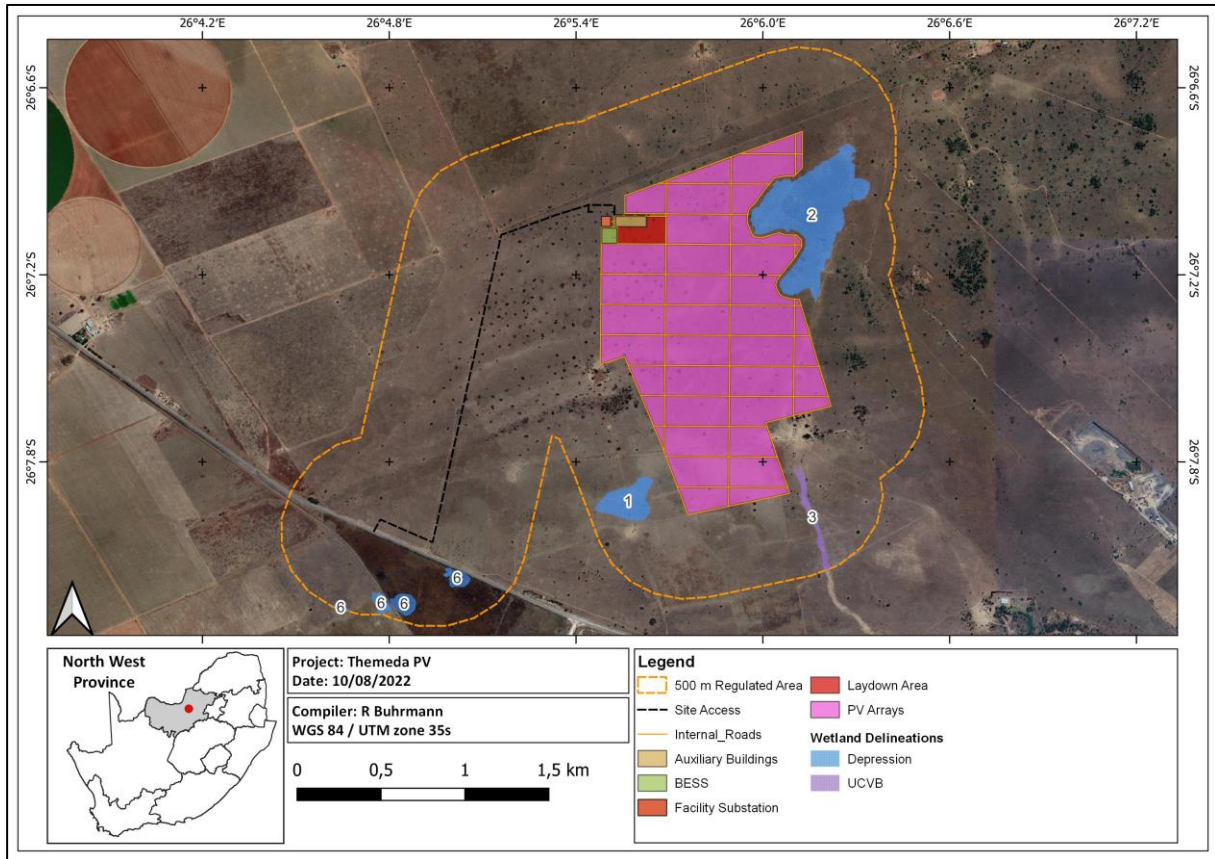 26°4.2'E 26°4.8'E 26°5.4'E 26°6.0'E 26°6.6'E 26°7.2'E
26°6.6'S 26°6.6'S
2
26°7.2'S 26°7.2'S
26°7.8'S 26°7.8'S
1
3
6
6 6 6
North West
Province
Project: Themeda PV
Date: 10/08/2022
Compiler: R Buhrmann
WGS 84 / UTM zone 35s
0 0,5 1 1,5 km
Legend
500 m Regulated Area
Site Access
Internal_Roads
Auxiliary Buildings
BESS
Facility Substation
Laydown Area
PV Arrays
Wetland Delineations
Depression
UCVB